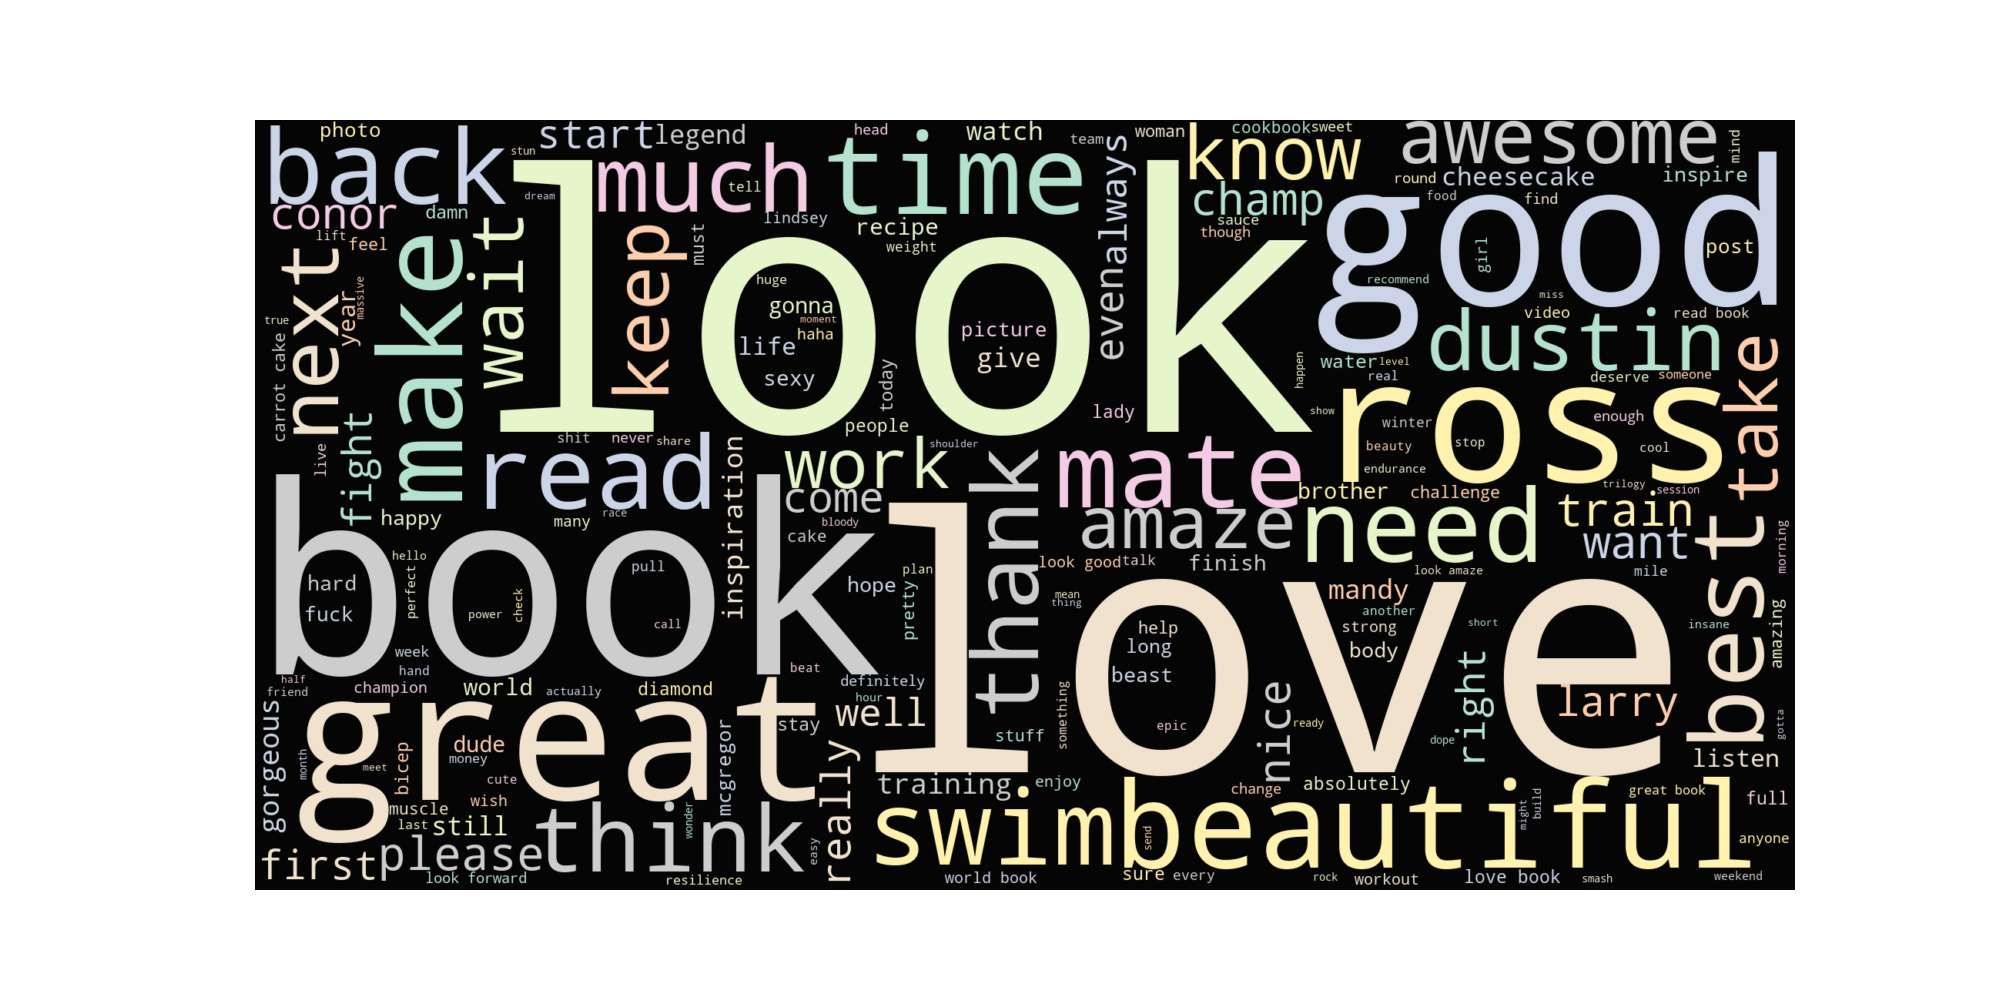 photo
back
start
legend
stun
head
watch
team
woman
cookbook
sweet
awesome
mind
much
tell
time
always
know
round
cheesecake
inspire
conor
damn
dream
lindsey
champ
food
find
lift
feel
wait
keep
must
recipe
weight
sauce
though
good
girl
post
next
year
massive
make
look
huge
gonna
moment
haha
life
sexy
picture
give
even
recommend
miss
video
read book
true
carrot cake
today
happen
water
level
real
dustin
deserve
someone
take
fight
live
people
lady
show
ross
winter
beauty
stop
endurance
enough
cool
shit
never
share
shoulder
read
inspiration
work
come
bloody
cake
thank
mate
brother
challenge
trilogy
session
train
want
happy
many
race
amaze
need
morning
book
hello
hard
fuck
perfect
power
check
pull
call
hope
plan
pretty
look good
talk
finish
look amaze
mile
best
mean
thing
mandy
another
strong
body
short
insane
amazing
love
help
long
beast
epic
week
hand
half
friend
champion
world
actually
diamond
beat
definitely
hour
larry
gorgeous
month
great
meet
bicep
dude
money
cute
wish
mcgregor
stay
well
really
stuff
something
nice
ready
right
dope
gotta
listen
muscle
last
still
wonder
training
enjoy
change
absolutely
might
build
great book
full
first
please
think
easy
swim
beautiful
send
anyone
look forward
resilience
world book
sure
every
rock
workout
love book
smash
weekend